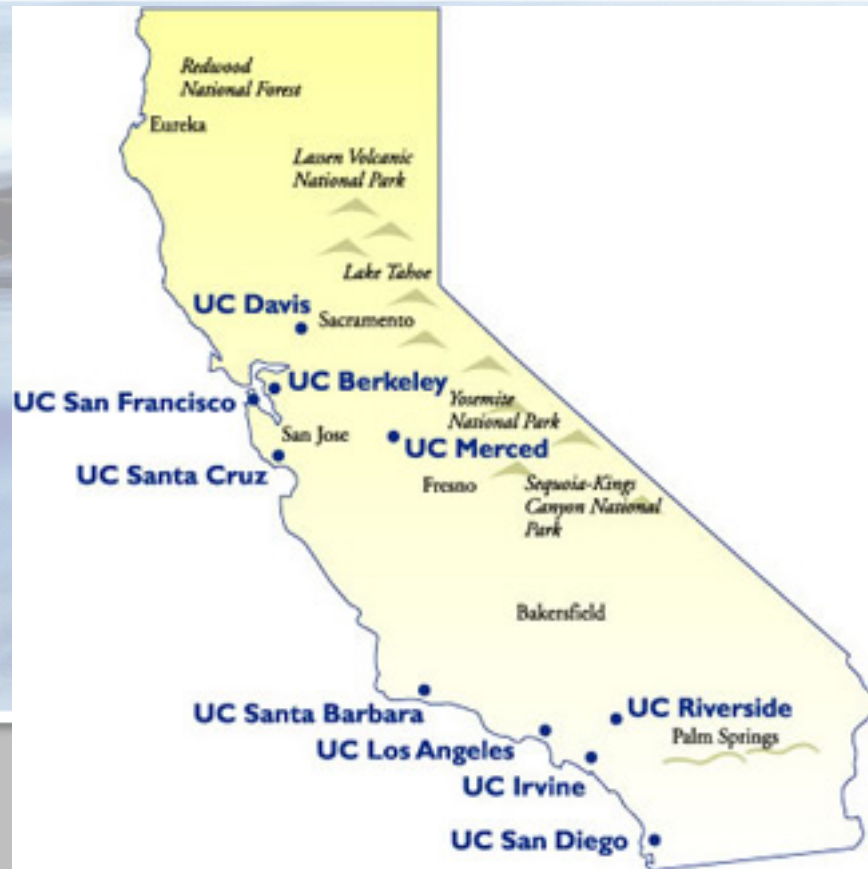 Redwood
National Forest
Eureka
Lassen Volcanic
National Park
Lake Tahoe
UC Davis
Sacramento
UC Berkeley
UC San Francisco
Yosemite
National Park
San Jose
UC Merced
UC Santa Cruz
Fresno
Sequoia-Kings
Canyon National
Park
Bakersfield
UC Santa Barbara
UC Riverside
Palm Springs
UC Los Angeles
UC Irvine
UC San Diego